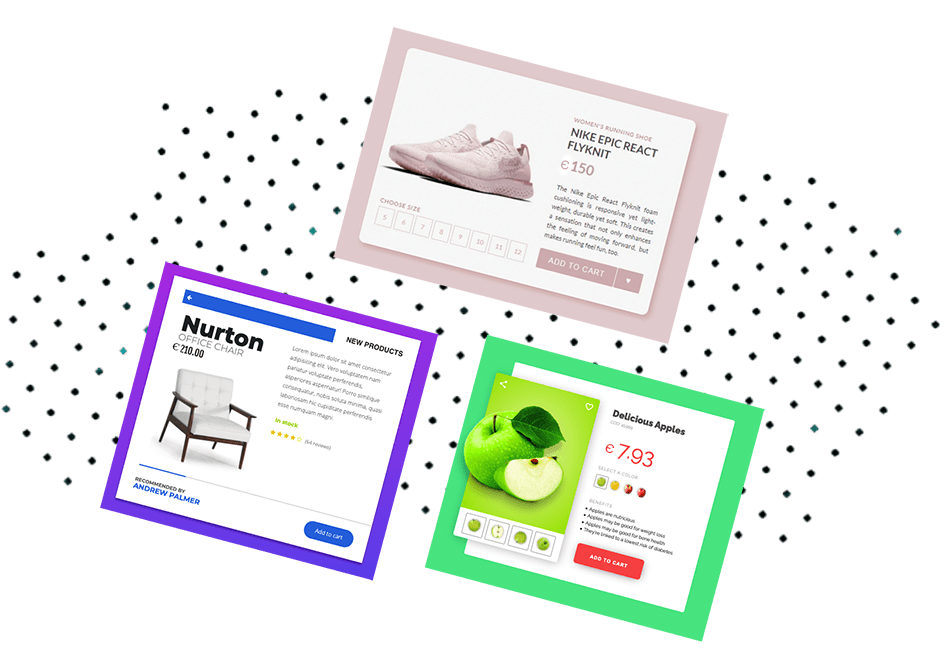 WOMEN'S RUNNING SHOE
NIKE EPIC REACT
FLYKNIT
€150
The Nike Epic React Flyknit foam
cushioning is responsive yet light-
weight, durable yet soft. This creates
a sensation that not only enhances
the feeling of moving forward, but
makes running feel fun, too.
CHOOSE SIZE
5 6 7 8 9 10 11 12
ADD TO CART
NEW PRODUCTS
Nurton
OFFICE CHAIR
€210.00
Lorem ipsum dolor sit amet consectetur
adipisicing elit. Vero voluptatem nam
pariatur voluptate perferendis,
asperiores aspernatur! Porro similique
consequatur, nobis soluta minima, quasi
laboriosam hic cupiditate perferendis
esse numquam magni.
In stock
(64 reviews)
RECOMMENDED BY
ANDREW PALMER
Add to cart
Delicious Apples
€7.93
SELECT A COLOR
BENEFITS
Apples are nutricious
Apples may be good for weight loss
Apples may be good for bone health
They're linked to a lowest risk of diabetes
ADD TO CART